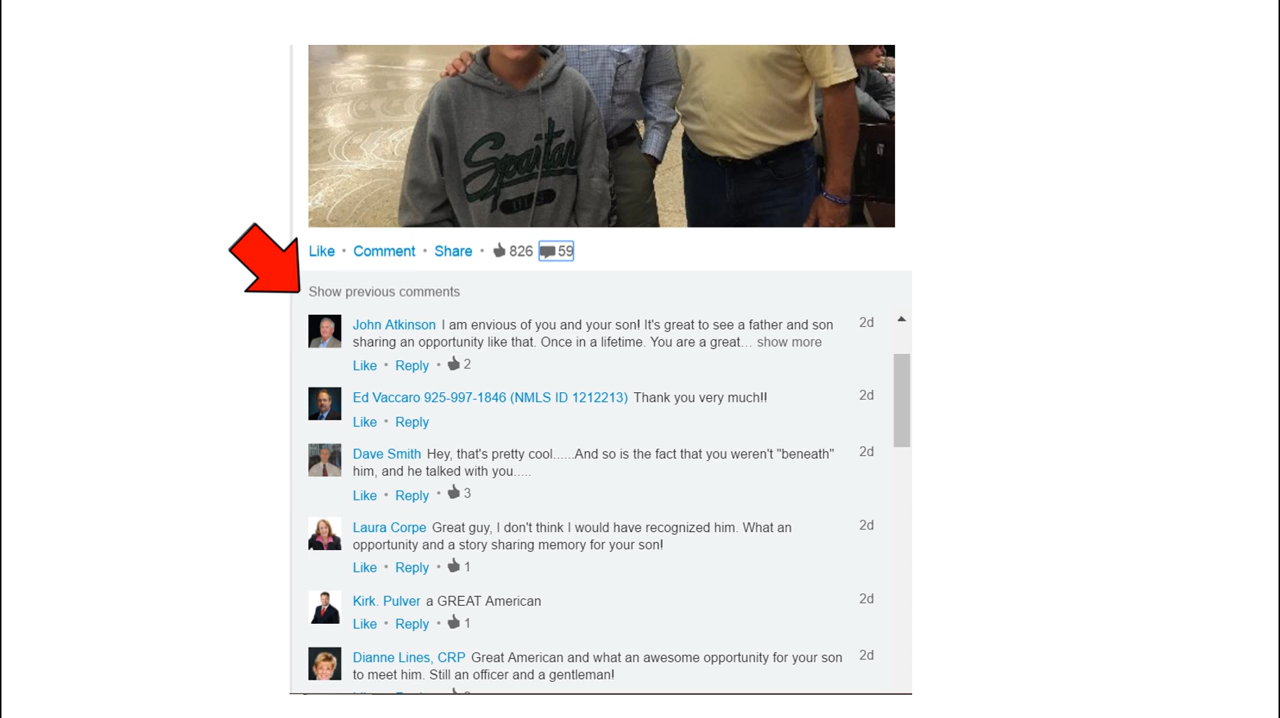 Spartan
Like • Comment • Share • 826 59
Show previous comments
John Atkinson I am envious of you and your son! It's great to see a father and son 2d
sharing an opportunity like that. Once in a lifetime. You are a great... show more
Like • Reply • 2
Ed Vaccaro 925-997-1846 (NMLS ID 1212213) Thank you very much!! 2d
Like • Reply
Dave Smith Hey, that's pretty cool......And so is the fact that you weren't "beneath" 2d
him, and he talked with you.....
Like • Reply • 3
Laura Corpe Great guy, I don't think I would have recognized him. What an 2d
opportunity and a story sharing memory for your son!
Like • Reply • 1
Kirk. Pulver a GREAT American 2d
Like • Reply • 1
Dianne Lines, CRP Great American and what an awesome opportunity for your son 2d
to meet him. Still an officer and a gentleman!